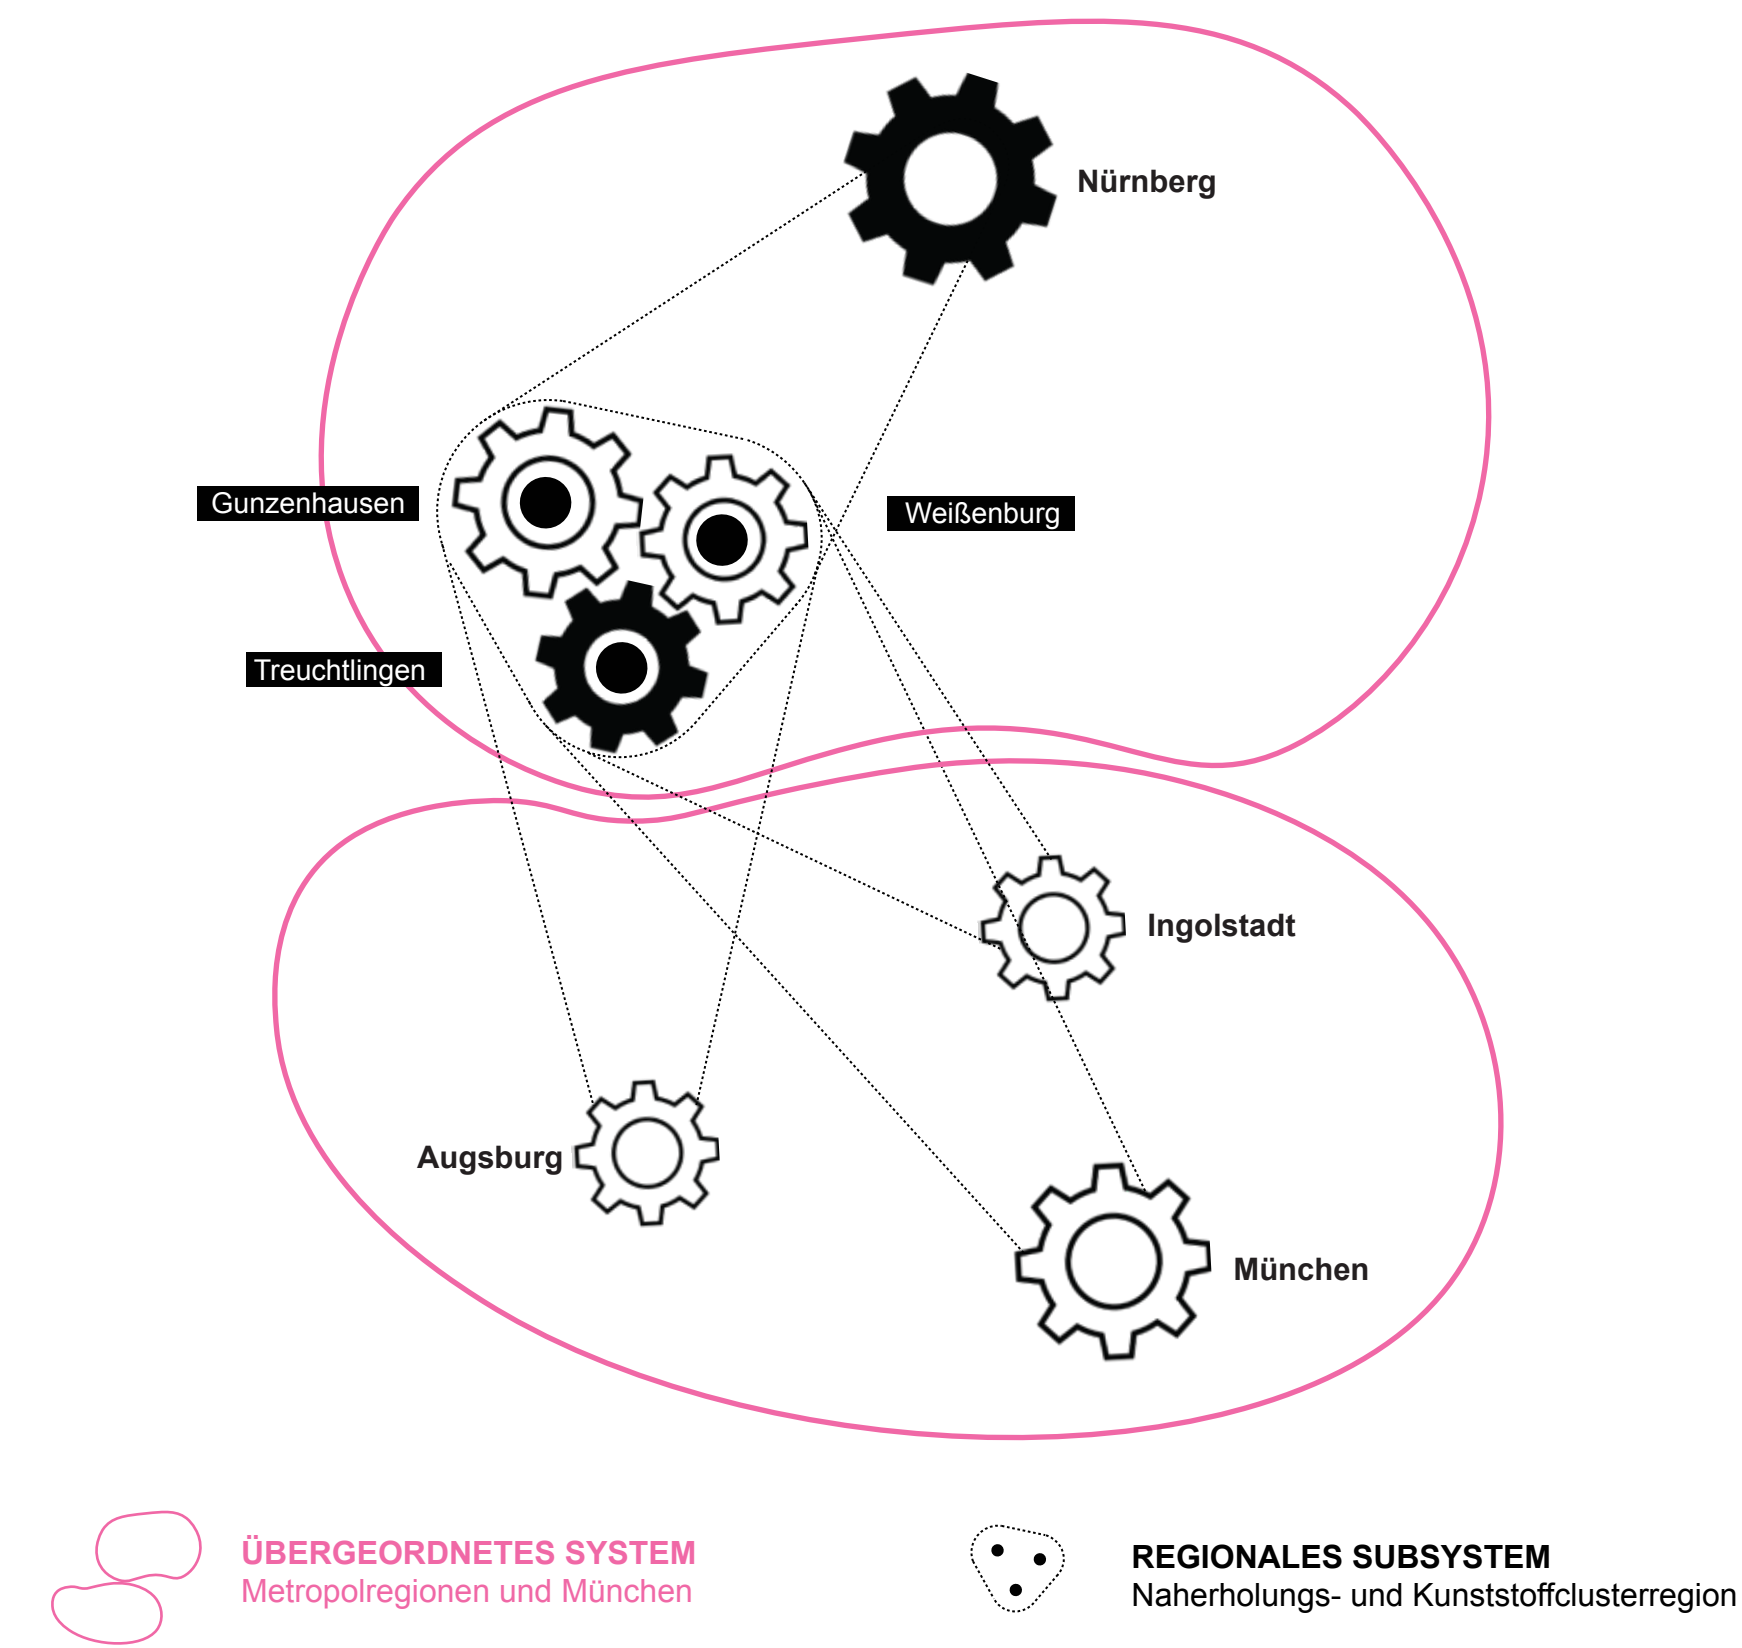 Nürnberg
Gunzenhausen
Weißenburg
Treuchtlingen
Ingolstadt
Augsburg
München
ÜBERGEORDNETES SYSTEM
Metropolregionen und München
REGIONALES SUBSYSTEM
Naherholungs- und Kunststoffclusterregion